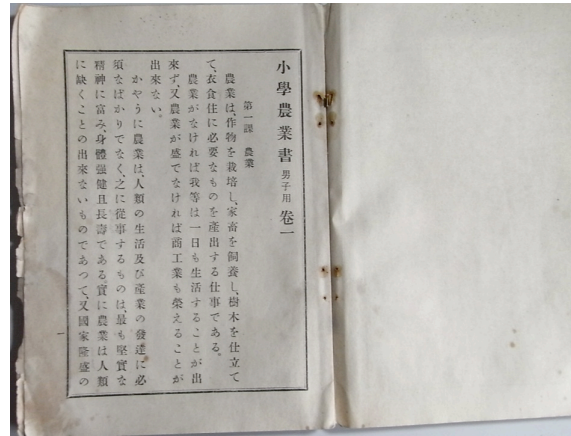 小學農業書 男子用 卷一
第一課 農業
農業は、作物を栽培し、家畜を飼養し、樹木を仕立て
て、衣食住に必要なものを產出する仕事である。
農業がなければ我等は一日も生活することが出
來ず、又農業が盛でなければ商工業も榮えることが
出來ない。
かやうに農業は、人類の生活及び產業の發達に必
須なばかりでなく、之に從事するものは、最も堅實な
精神に富み、身體强健且長壽である。實に農業は人類
に缺くことの出來ないものであつて、又國家隆盛の
一